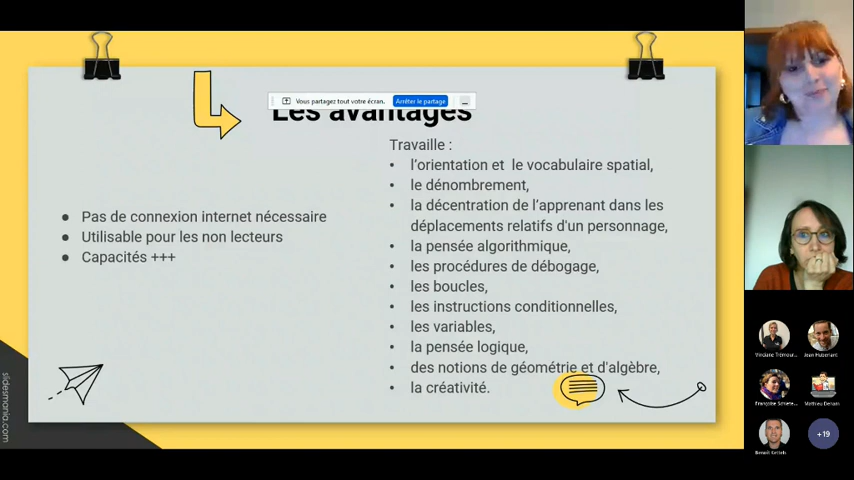 Vous partagez tout votre écran.
Arrêter le partage
Les avantages
Travaille :
• l'orientation et le vocabulaire spatial,
• le dénombrement,
• la décentration de l'apprenant dans les
déplacements relatifs d'un personnage,
• la pensée algorithmique,
• les procédures de débogage,
• les boucles,
• les instructions conditionnelles,
• les variables,
• la pensée logique,
• des notions de géométrie et d'algèbre,
• la créativité.
● Pas de connexion internet nécessaire
● Utilisable pour les non lecteurs
● Capacités +++
slidesmania.com
Jean Hubenant
Mathieu Denain
Benoit Kettels
+19